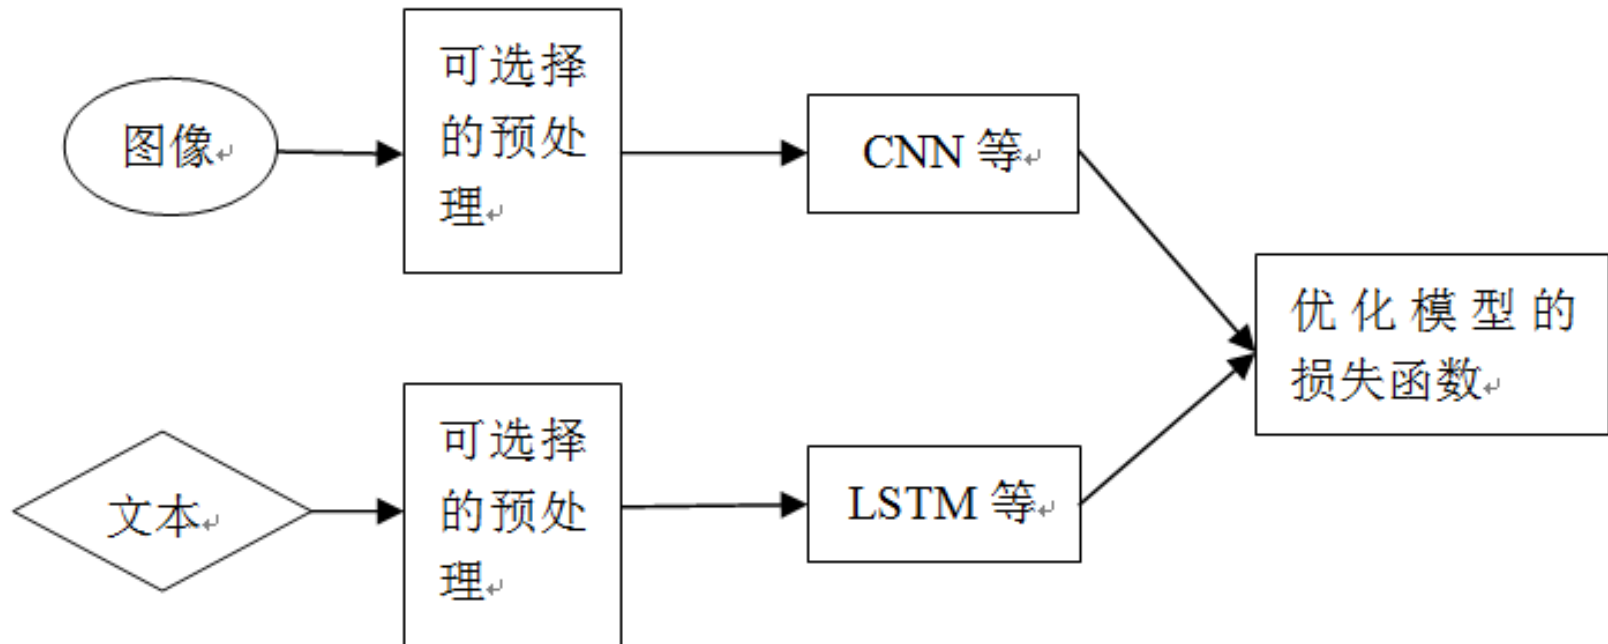 图像
可选择
的预处
理
CNN 等
优化模型的
损失函数
文本
可选择
的预处
理
LSTM 等